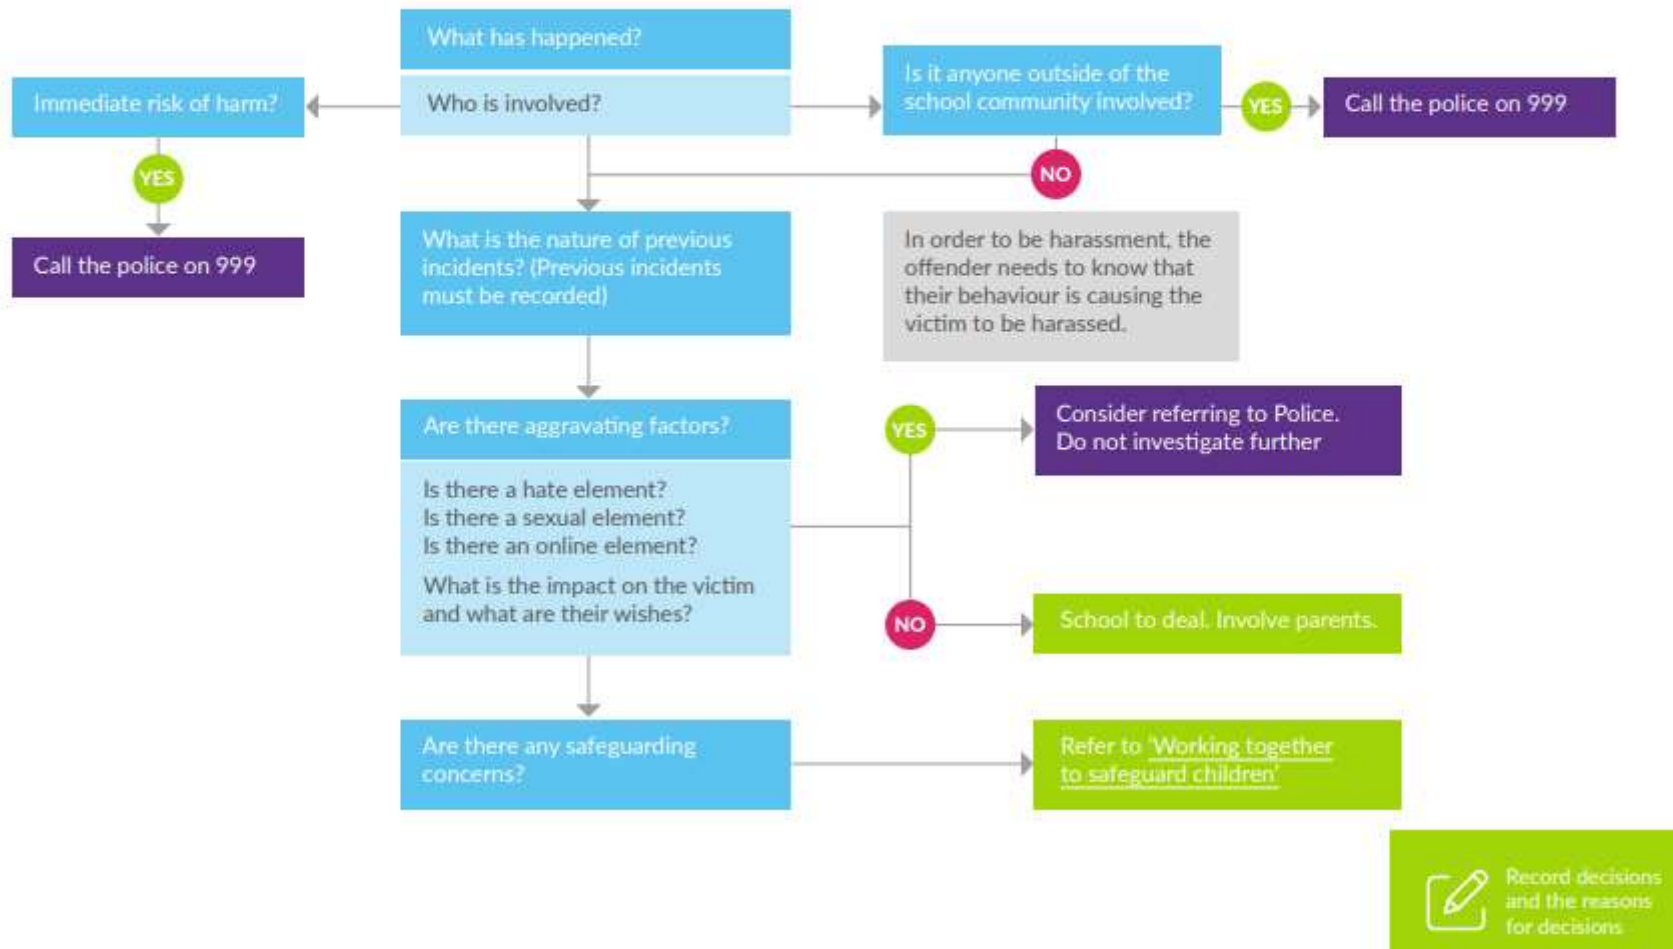 What has happened?
Who is involved?
Immediate risk of harm?
YES
Call the police on 999
Is it anyone outside of the
school community involved?
YES
Call the police on 999
NO
What is the nature of previous
incidents? (Previous incidents
must be recorded)
In order to be harassment, the
offender needs to know that
their behaviour is causing the
victim to be harassed.
Are there aggravating factors?
Is there a hate element?
Is there a sexual element?
Is there an online element?
What is the impact on the victim
and what are their wishes?
YES
Consider referring to Police.
Do not investigate further
NO
School to deal. Involve parents.
Are there any safeguarding
concerns?
Refer to ‘Working together
to safeguard children’
Record decisions
and the reasons
for decisions